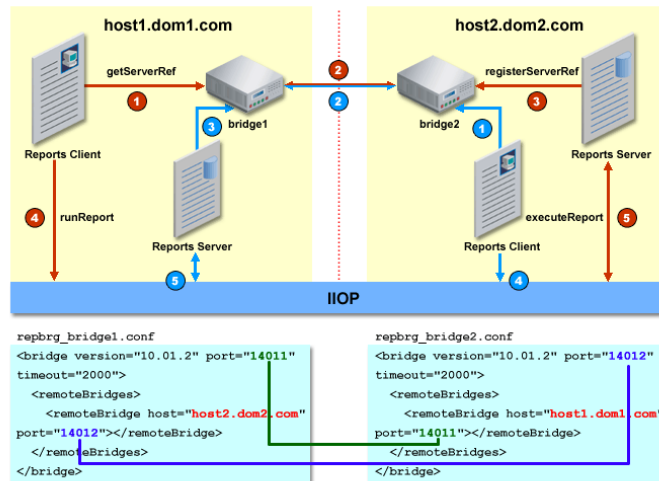 host1.dom1.com
host2.dom2.com
getServerRef
registerServerRef
1
2
2
3
3
1
bridge1
bridge2
Reports Client
Reports Server
4
runReport
executeReport
5
Reports Server
Reports Client
5
4
IIOP
repbrg_bridge1.conf
<bridge version="10.01.2" port="14011"
timeout="2000">
<remoteBridges>
<remoteBridge host="host2.dom2.com"
port="14012"></remoteBridge>
</remoteBridges>
</bridge>
repbrg_bridge2.conf
<bridge version="10.01.2" port="14012"
timeout="2000">
<remoteBridges>
<remoteBridge host="host1.dom1.com"
port="14011"></remoteBridge>
</remoteBridges>
</bridge>